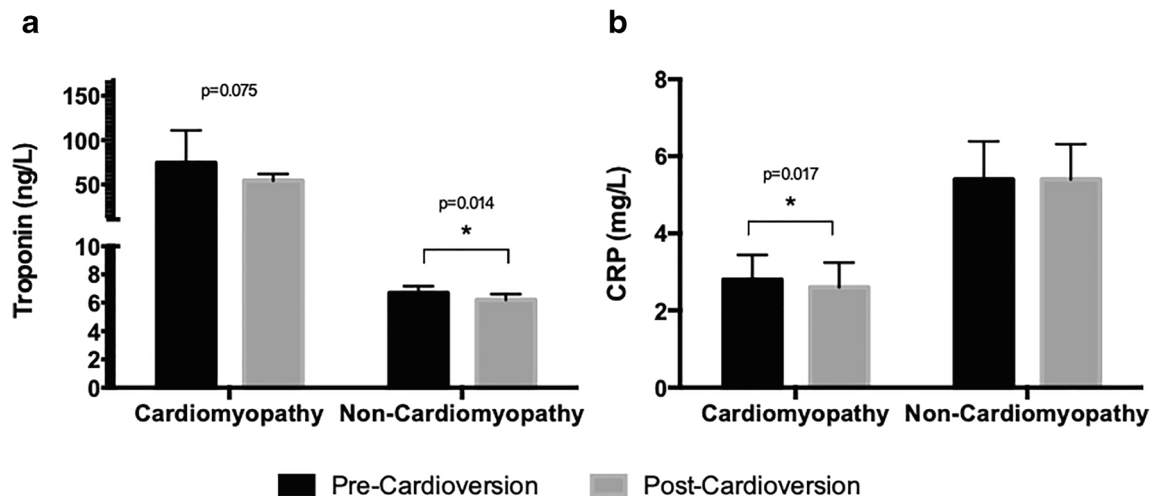 a
Troponin (ng/L)
150
100
50
10
8
6
4
2
0
p=0.075
p=0.014
*
Cardiomyopathy
Non-Cardiomyopathy
b
CRP (mg/L)
8
6
4
2
0
p=0.017
*
Cardiomyopathy
Non-Cardiomyopathy
Pre-Cardioversion
Post-Cardioversion